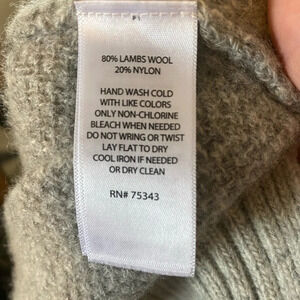 80% LAMBS WOOL
20% NYLON
HAND WASH COLD
WITH LIKE COLORS
ONLY NON-CHLORINE
BLEACH WHEN NEEDED
DO NOT WRING OR TWIST
LAY FLAT TO DRY
COOL IRON IF NEEDED
OR DRY CLEAN
RN# 75343